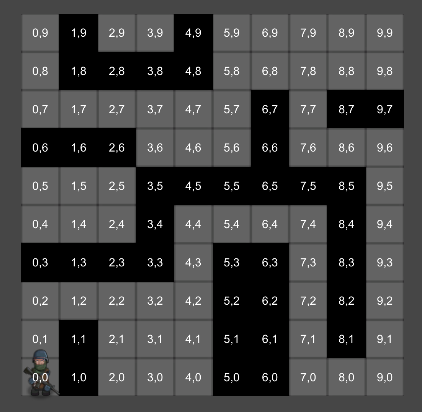 0,9 1,9 2,9 3,9 4,9 5,9 6,9 7,9 8,9 9,9
0,8 1,8 2,8 3,8 4,8 5,8 6,8 7,8 8,8 9,8
0,7 1,7 2,7 3,7 4,7 5,7 6,7 7,7 8,7 9,7
0,6 1,6 2,6 3,6 4,6 5,6 6,6 7,6 8,6 9,6
0,5 1,5 2,5 3,5 4,5 5,5 6,5 7,5 8,5 9,5
0,4 1,4 2,4 3,4 4,4 5,4 6,4 7,4 8,4 9,4
0,3 1,3 2,3 3,3 4,3 5,3 6,3 7,3 8,3 9,3
0,2 1,2 2,2 3,2 4,2 5,2 6,2 7,2 8,2 9,2
0,1 1,1 2,1 3,1 4,1 5,1 6,1 7,1 8,1 9,1
0,0 1,0 2,0 3,0 4,0 5,0 6,0 7,0 8,0 9,0